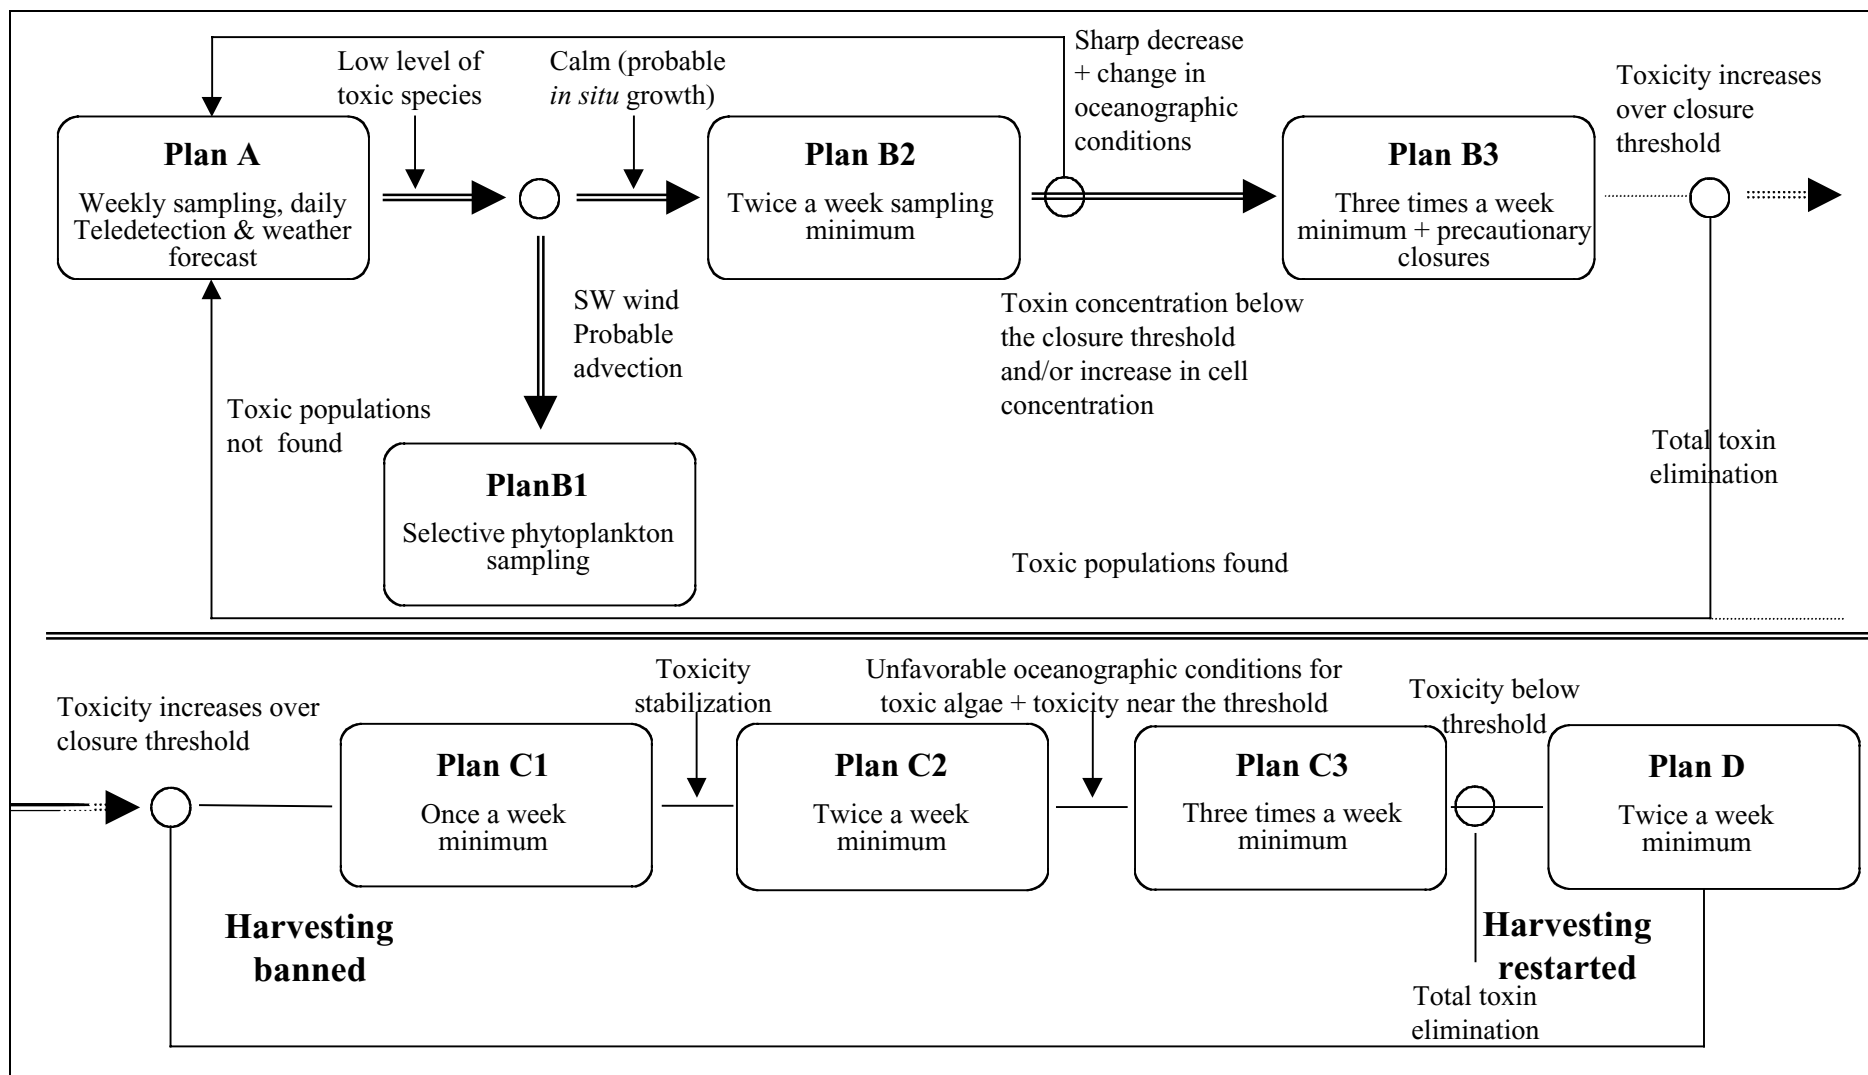 Low level of
toxic species
Calm (probable
in situ growth)
Sharp decrease
+ change in
oceanographic
conditions
Toxicity increases
over closure
threshold
Plan A
Weekly sampling, daily
Teledetection & weather
forecast
Plan B2
Twice a week sampling
minimum
Plan B3
Three times a week
minimum + precautionary
closures
SW wind
Probable
advection
Toxin concentration below
the closure threshold
and/or increase in cell
concentration
Toxic populations
not found
Total toxin
elimination
PlanB1
Selective phytoplankton
sampling
Toxic populations found
Toxicity increases over
closure threshold
Toxicity
stabilization
Unfavorable oceanographic conditions for
toxic algae + toxicity near the threshold
Toxicity below
threshold
Plan C1
Once a week
minimum
Plan C2
Twice a week
minimum
Plan C3
Three times a week
minimum
Plan D
Twice a week
minimum
Harvesting
banned
Harvesting
restarted
Total toxin
elimination